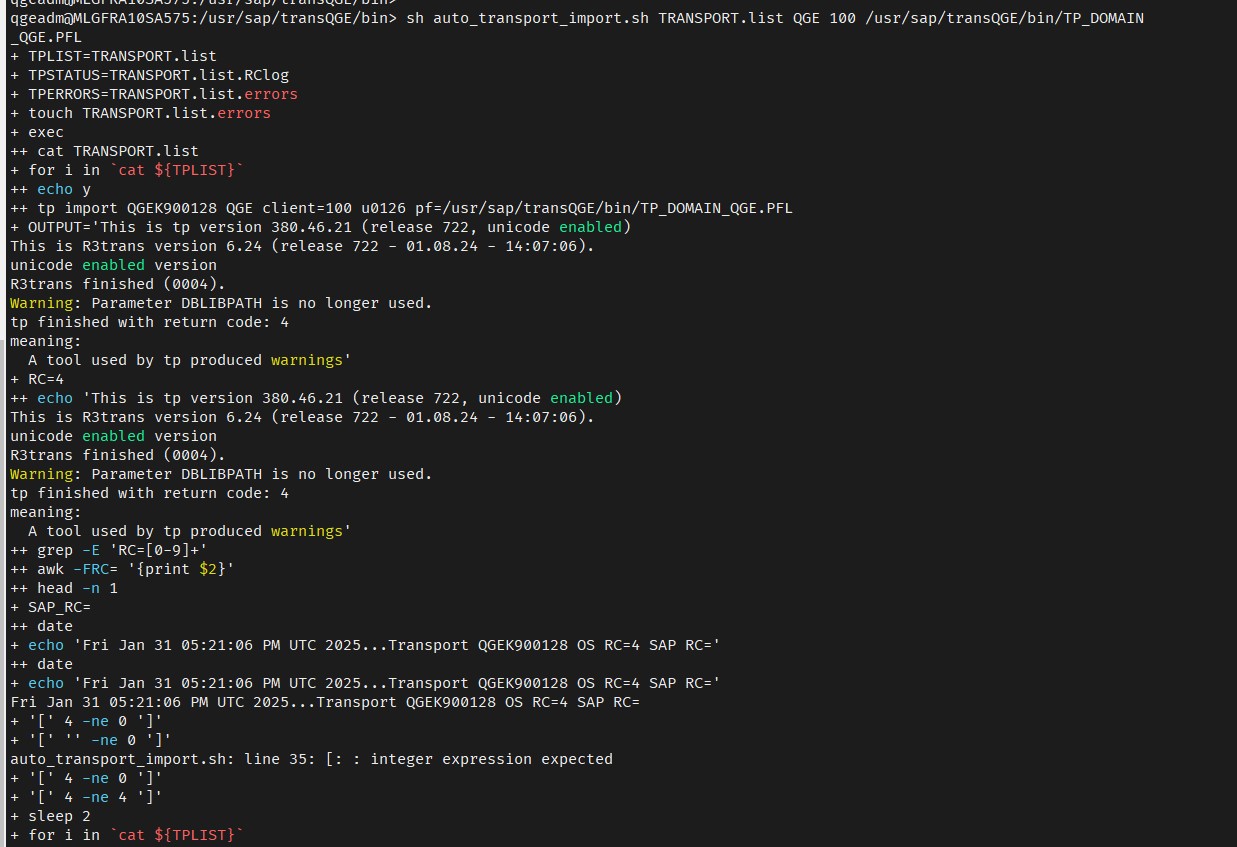 qgeadm@MLGFRA10SA575:/usr/sap/transQGE/bin>
qgeadm@MLGFRA10SA575:/usr/sap/transQGE/bin> sh auto_transport_import.sh TRANSPORT.list QGE 100 /usr/sap/transQGE/bin/TP_DOMAIN
_QGE.PFL
+ TPLIST=TRANSPORT.list
+ TPSTATUS=TRANSPORT.list.RClog
+ TPERRORS=TRANSPORT.list.errors
+ touch TRANSPORT.list.errors
+ exec
++ cat TRANSPORT.list
+ for i in `cat ${TPLIST}`
++ echo y
++ tp import QGEK900128 QGE client=100 u0126 pf=/usr/sap/transQGE/bin/TP_DOMAIN_QGE.PFL
+ OUTPUT='This is tp version 380.46.21 (release 722, unicode enabled)
This is R3trans version 6.24 (release 722 - 01.08.24 - 14:07:06).
unicode enabled version
R3trans finished (0004).
Warning: Parameter DBLIBPATH is no longer used.
tp finished with return code: 4
meaning:
  A tool used by tp produced warnings'
+ RC=4
++ echo 'This is tp version 380.46.21 (release 722, unicode enabled)
This is R3trans version 6.24 (release 722 - 01.08.24 - 14:07:06).
unicode enabled version
R3trans finished (0004).
Warning: Parameter DBLIBPATH is no longer used.
tp finished with return code: 4
meaning:
  A tool used by tp produced warnings'
++ grep -E 'RC=[0-9]+'
++ awk -FRC= '{print $2}'
++ head -n 1
+ SAP_RC=
++ date
+ echo 'Fri Jan 31 05:21:06 PM UTC 2025...Transport QGEK900128 OS RC=4 SAP RC='
++ date
+ echo 'Fri Jan 31 05:21:06 PM UTC 2025...Transport QGEK900128 OS RC=4 SAP RC='
Fri Jan 31 05:21:06 PM UTC 2025...Transport QGEK900128 OS RC=4 SAP RC=
+ '[' 4 -ne 0 ']'
+ '[' '' -ne 0 ']'
auto_transport_import.sh: line 35: [: : integer expression expected
+ '[' 4 -ne 0 ']'
+ '[' 4 -ne 4 ']'
+ sleep 2
+ for i in `cat ${TPLIST}`